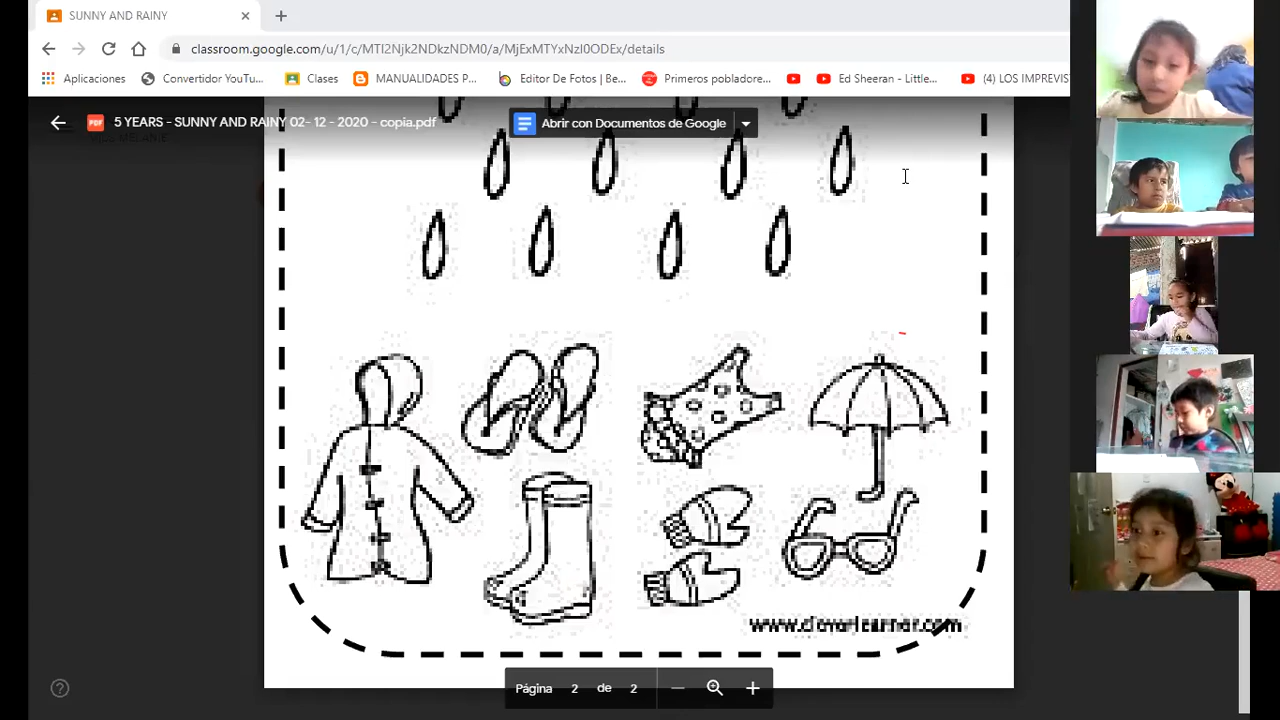 SUNNY AND RAINY
classroom.google.com/u/1/c/MTI2Njk2NDkzNDM0/a/MjExMTYxNzI0ODEx/details
Aplicaciones
Convertidor YouTu...
Clases
MANUALIDADES P...
Editor De Fotos | Be...
Primeros pobladore...
Ed Sheeran - Little...
(4) LOS IMPREVIS
PDF
5 YEARS - SUNNY AND RAINY 02- 12 - 2020 - copia.pdf
Abrir con Documentos de Google
www.cleverlearner.com
Página 2 de 2